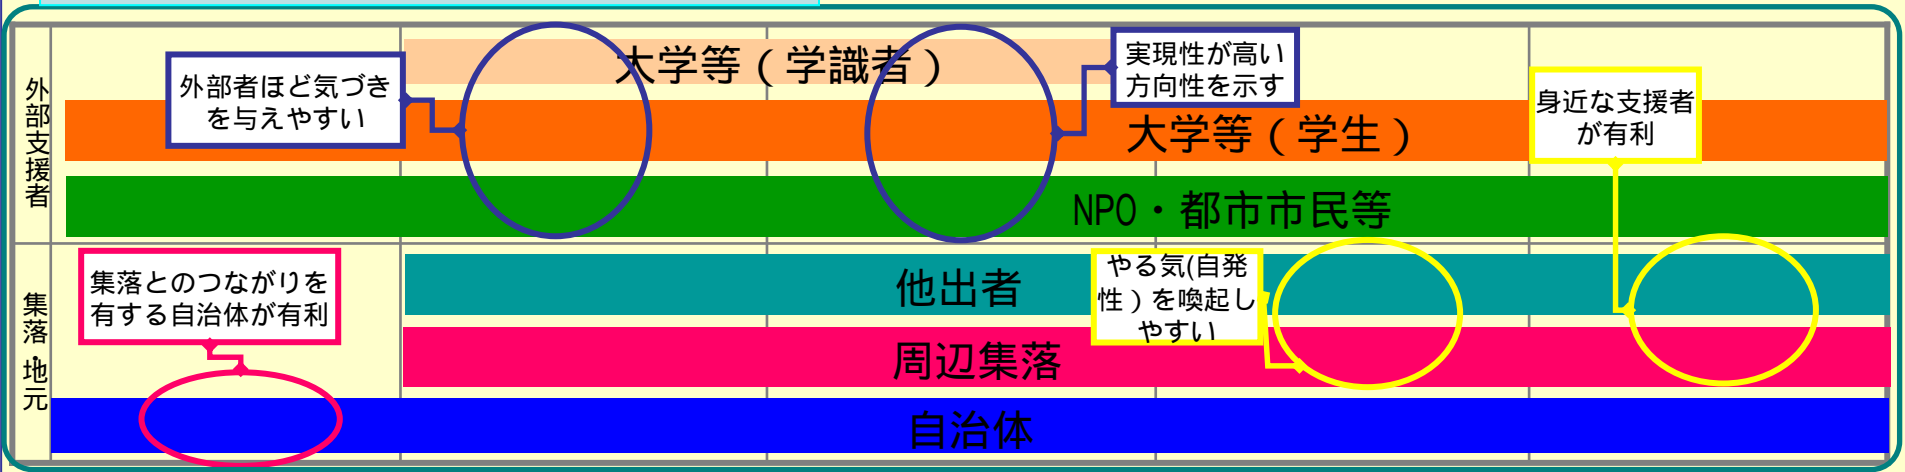 外部支援者
大学等（学識者）
外部者ほど気づき
を与えやすい
実現性が高い
方向性を示す
大学等（学生）
身近な支援者
が有利
NPO・都市市民等
集落・地元
集落とのつながりを
有する自治体が有利
他出者
やる気(自発
性）を喚起し
やすい
周辺集落
自治体